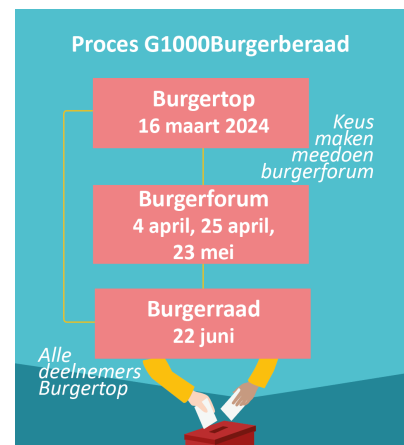 Proces G1000Burgerberaad
Burgertop
16 maart 2024
Keus
maken
meedoen
burgerforum
Burgerforum
4 april, 25 april,
23 mei
Burgerraad
22 juni
Alle
deelnemers
Burgertop